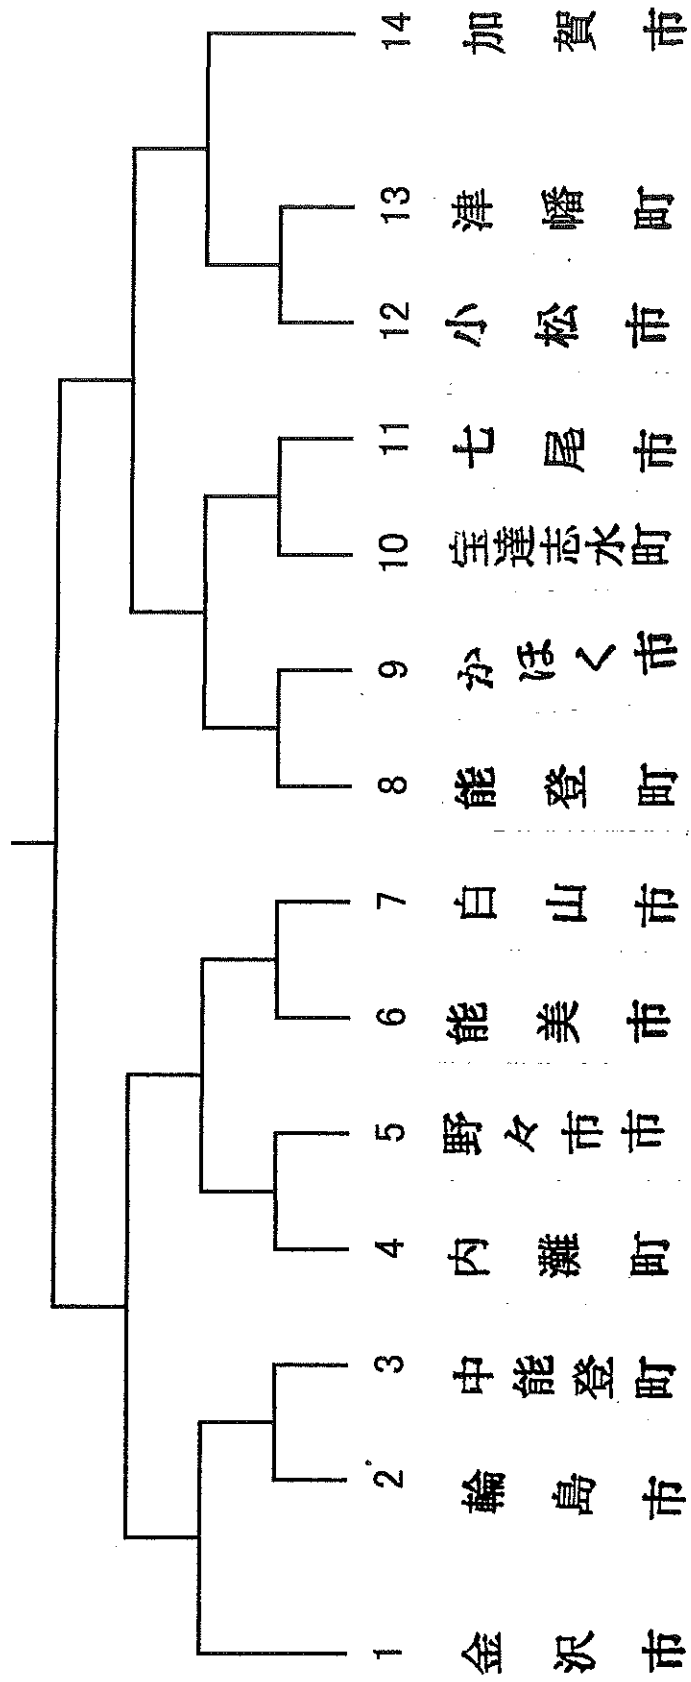 1 金沢市
2 輪島市
3 中能登町
4 内灘町
5 野々市市
6 能美市
7 白山市
8 能登町
9 かほく市
10 宝達志水町
11 七尾市
12 小松市
13 津幡町
14 加賀市